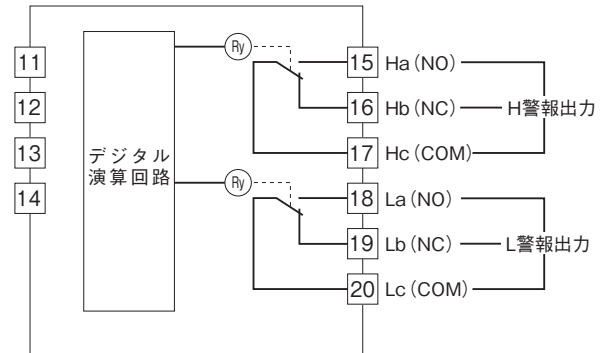 11
12
13
14
デジタル
演算回路
Ry
15 Ha(NO)
16 Hb(NC)
17 Hc(COM)
H警報出力
Ry
18 La(NO)
19 Lb(NC)
20 Lc(COM)
L警報出力